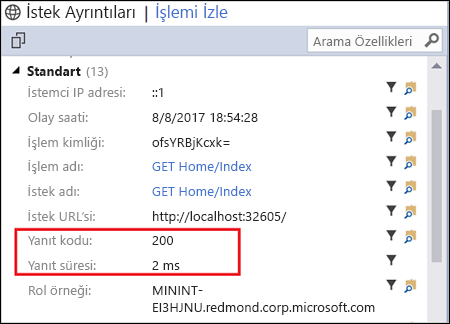 İstek Ayrıntıları | İşlemi İzle
Arama Özellikleri
Standart (13)
İstemci IP adresi: ::1
Olay saati: 8/8/2017 18:54:28
İşlem kimliği: ofsYRBjKcxk=
İşlem adı: GET Home/Index
İstek adı: GET Home/Index
İstek URL'si: http://localhost:32605/
Yanıt kodu: 200
Yanıt süresi: 2 ms
Rol örneği: MININT-
EI3HJNU.redmond.corp.microsoft.com